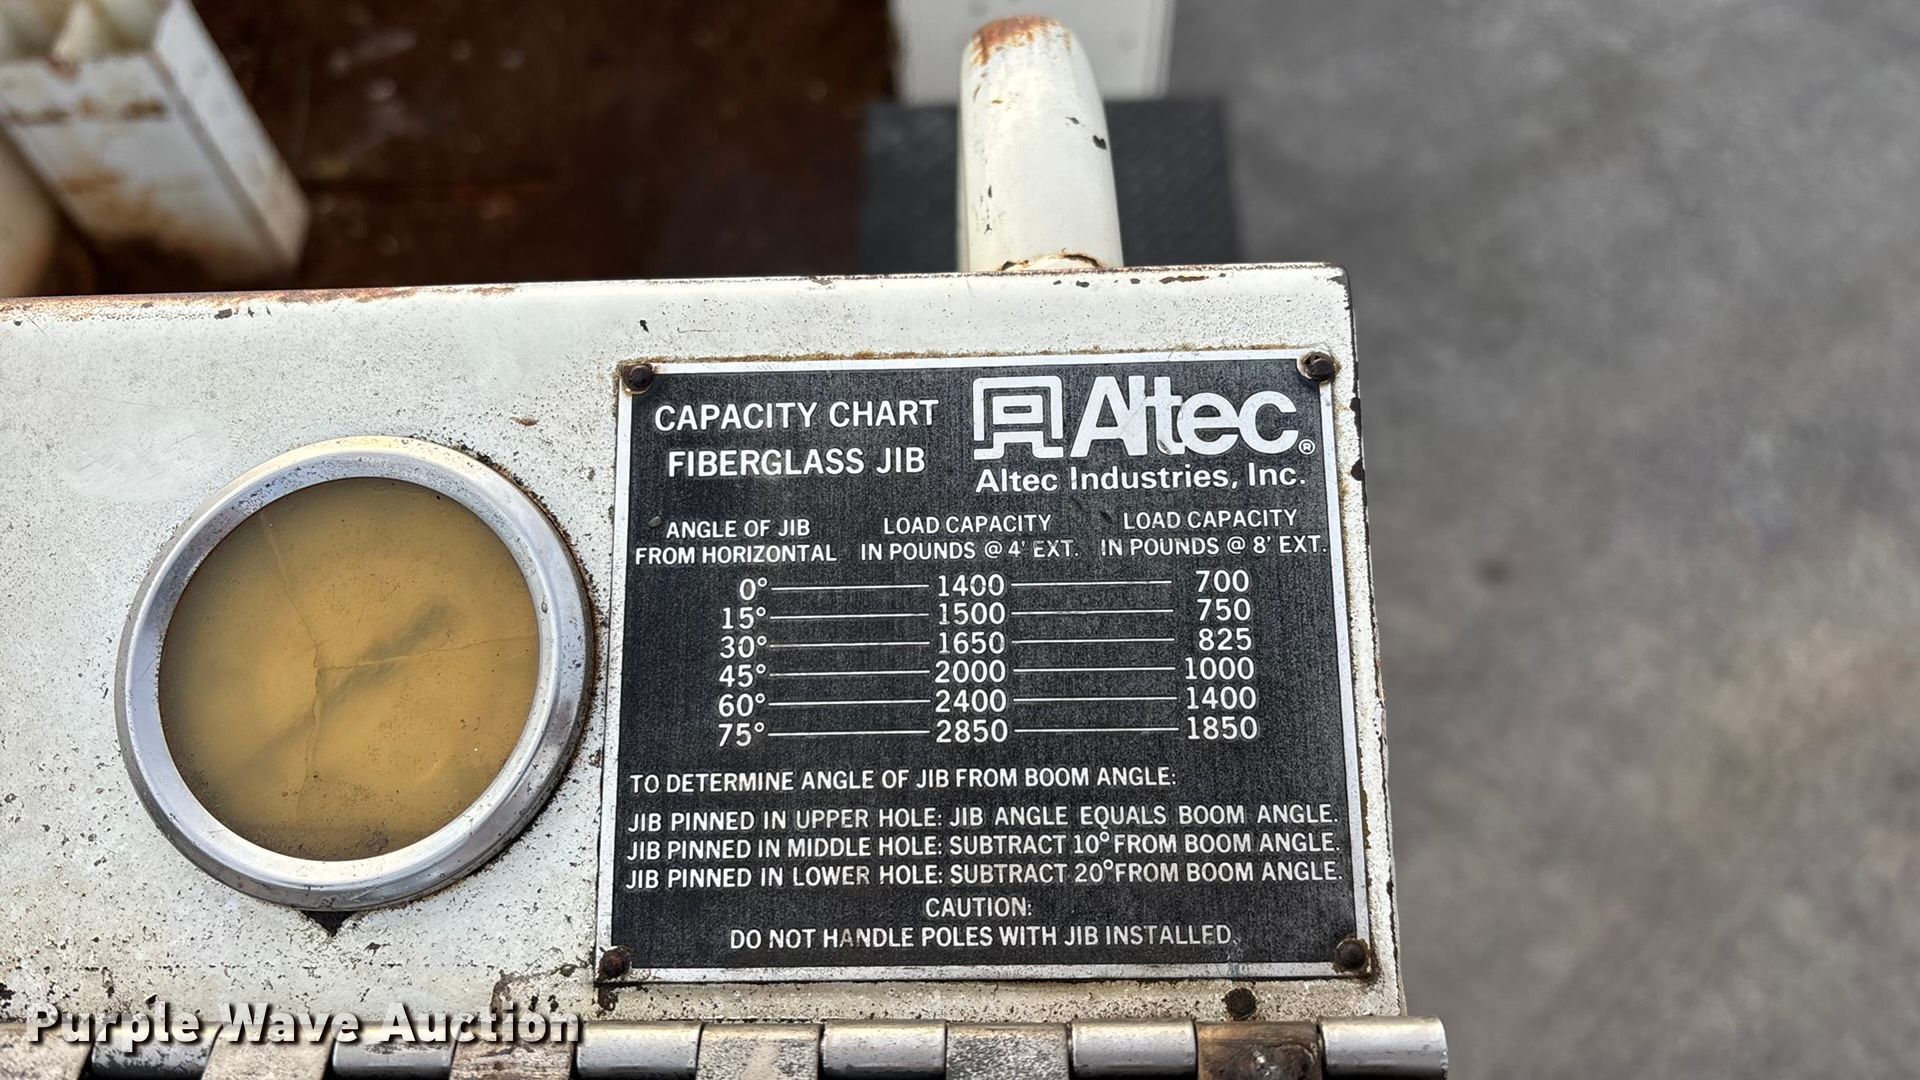 CAPACITY CHART
FIBERGLASS JIB
Altec®
Altec Industries, Inc.
ANGLE OF JIB FROM HORIZONTAL
LOAD CAPACITY IN POUNDS @ 4' EXT.
LOAD CAPACITY IN POUNDS @ 8' EXT.
0° 1400 700
15° 1500 750
30° 1650 825
45° 2000 1000
60° 2400 1400
75° 2850 1850
TO DETERMINE ANGLE OF JIB FROM BOOM ANGLE:
JIB PINNED IN UPPER HOLE: JIB ANGLE EQUALS BOOM ANGLE.
JIB PINNED IN MIDDLE HOLE: SUBTRACT 10° FROM BOOM ANGLE.
JIB PINNED IN LOWER HOLE: SUBTRACT 20° FROM BOOM ANGLE.
CAUTION:
DO NOT HANDLE POLES WITH JIB INSTALLED.
Purple Wave Auction